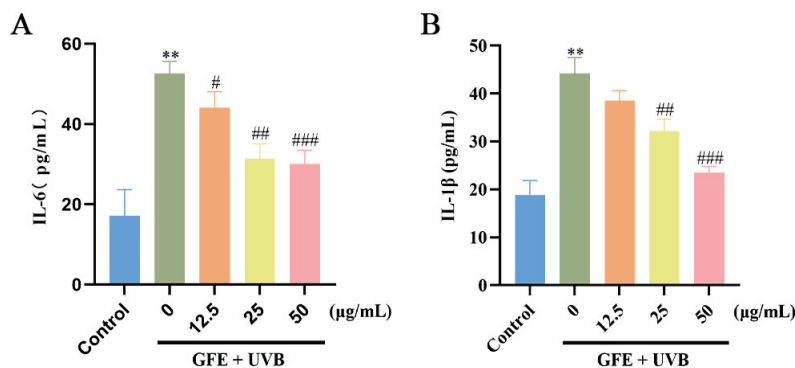 A
IL-6( pg/mL)
60
40
20
0
**
#
##
###
Control
0
12.5
25
50
(μg/mL)
GFE + UVB
B
IL-1β (pg/mL)
50
40
30
20
10
0
**
##
###
Control
0
12.5
25
50
(μg/mL)
GFE + UVB